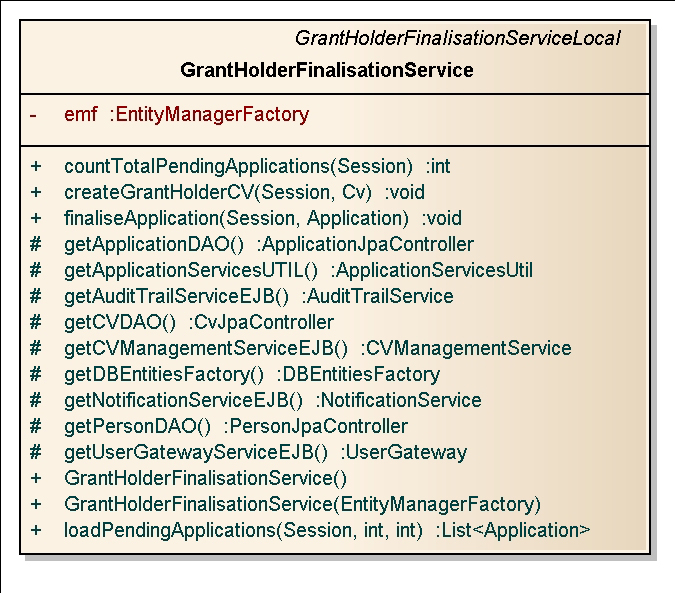 GrantHolderFinalisationServiceLocal
GrantHolderFinalisationService
- emf :EntityManagerFactory
+ countTotalPendingApplications(Session) :int
+ createGrantHolderCV(Session, Cv) :void
+ finaliseApplication(Session, Application) :void
# getApplicationDAO() :ApplicationJpaController
# getApplicationServicesUTIL() :ApplicationServicesUtil
# getAuditTrailServiceEJB() :AuditTrailService
# getCVDAO() :CvJpaController
# getCVManagementServiceEJB() :CVManagementService
# getDBEntitiesFactory() :DBEntitiesFactory
# getNotificationServiceEJB() :NotificationService
# getPersonDAO() :PersonJpaController
# getUserGatewayServiceEJB() :UserGateway
+ GrantHolderFinalisationService()
+ GrantHolderFinalisationService(EntityManagerFactory)
+ loadPendingApplications(Session, int, int) :List<Application>